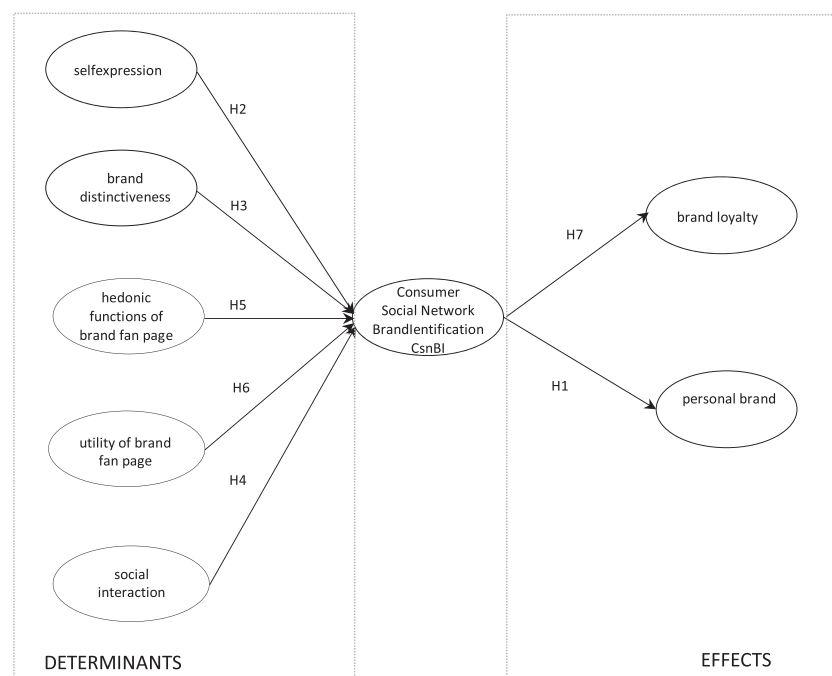 selfexpression
H2
brand
distinctiveness
H3
hedonic
functions of
brand fan page
H5
utility of brand
fan page
H6
social
interaction
H4
Consumer
Social Network
BrandIentification
CsnBI
H7
brand loyalty
H1
personal brand
DETERMINANTS
EFFECTS